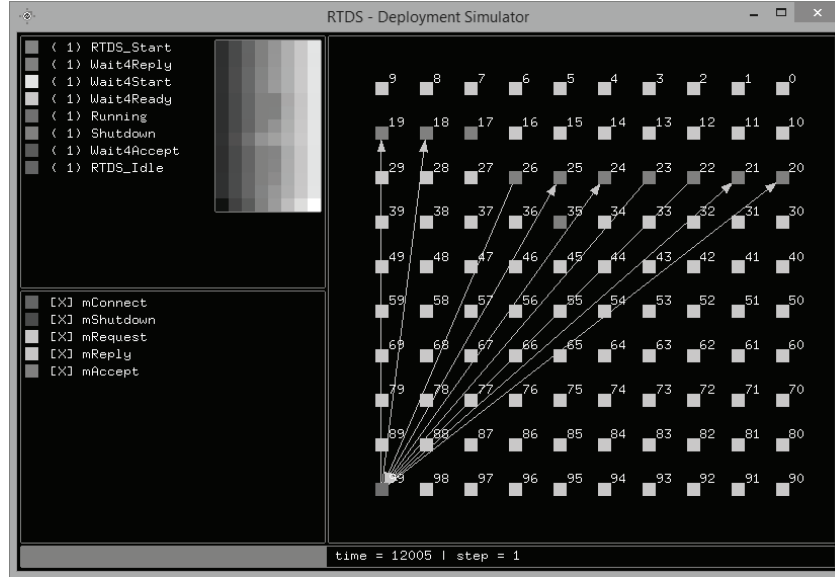 RTDS - Deployment Simulator
( 1) RTDS_Start
( 1) Wait4Reply
( 1) Wait4Start
( 1) Wait4Ready
( 1) Running
( 1) Shutdown
( 1) Wait4Accept
( 1) RTDS_Idle
[X] mConnect
[X] mShutdown
[X] mRequest
[X] mReply
[X] mAccept
9 8 7 6 5 4 3 2 1 0
19 18 17 16 15 14 13 12 11 10
29 28 27 26 25 24 23 22 21 20
39 38 37 36 35 34 33 32 31 30
49 48 47 46 45 44 43 42 41 40
59 58 57 56 55 54 53 52 51 50
69 68 67 66 65 64 63 62 61 60
79 78 77 76 75 74 73 72 71 70
89 88 87 86 85 84 83 82 81 80
99 98 97 96 95 94 93 92 91 90
time = 12005 | step = 1